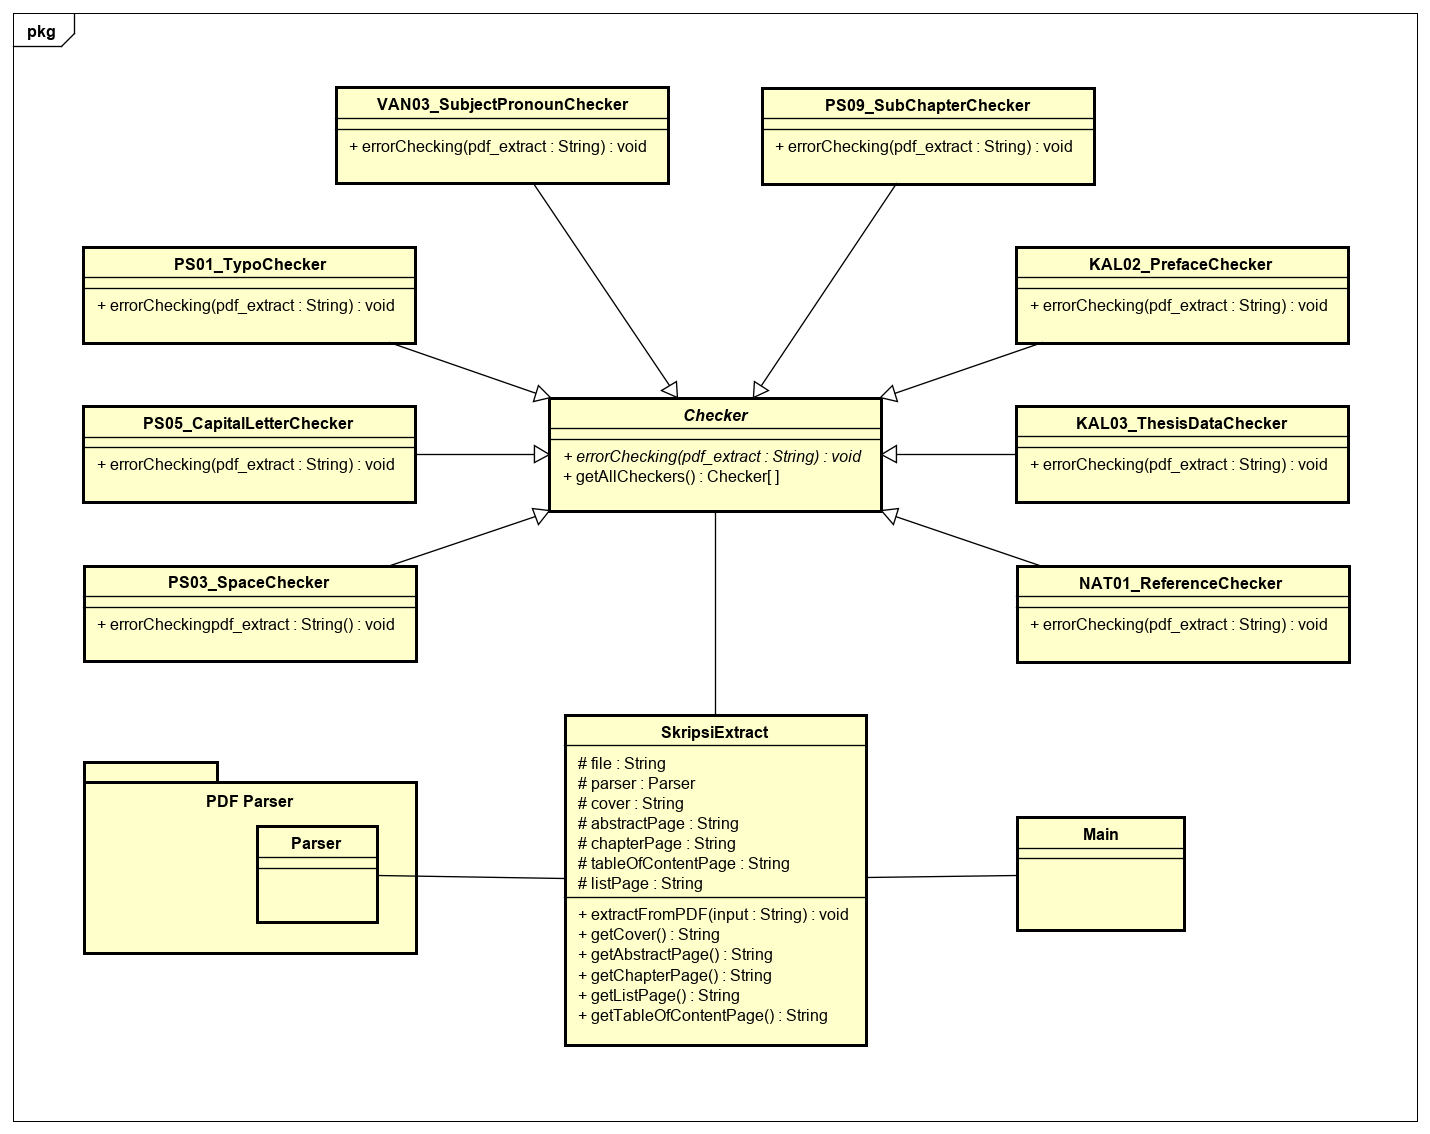 pkg
VAN03_SubjectPronounChecker
+ errorChecking(pdf_extract : String) : void
PS09_SubChapterChecker
+ errorChecking(pdf_extract : String) : void
PS01_TypoChecker
+ errorChecking(pdf_extract : String) : void
KAL02_PrefaceChecker
+ errorChecking(pdf_extract : String) : void
PS05_CapitalLetterChecker
+ errorChecking(pdf_extract : String) : void
Checker
+ errorChecking(pdf_extract : String) : void
+ getAllCheckers() : Checker[ ]
KAL03_ThesisDataChecker
+ errorChecking(pdf_extract : String) : void
PS03_SpaceChecker
+ errorCheckingpdf_extract : String() : void
NAT01_ReferenceChecker
+ errorChecking(pdf_extract : String) : void
PDF Parser
Parser
SkripsiExtract
# file : String
# parser : Parser
# cover : String
# abstractPage : String
# chapterPage : String
# tableOfContentPage : String
# listPage : String
+ extractFromPDF(input : String) : void
+ getCover() : String
+ getAbstractPage() : String
+ getChapterPage() : String
+ getListPage() : String
+ getTableOfContentPage() : String
Main